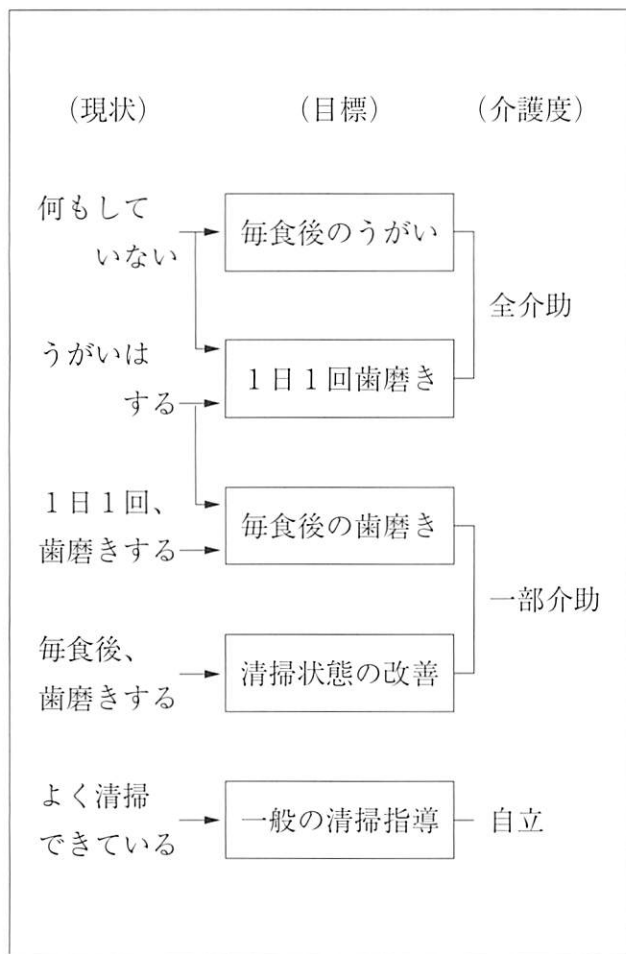 （現状）　（目標）　（介護度）
何もして
いない
毎食後のうがい
全介助
うがいは
する
１日１回歯磨き
１日１回、
歯磨きする
毎食後の歯磨き
一部介助
毎食後、
歯磨きする
清掃状態の改善
よく清掃
できている
一般の清掃指導
自立